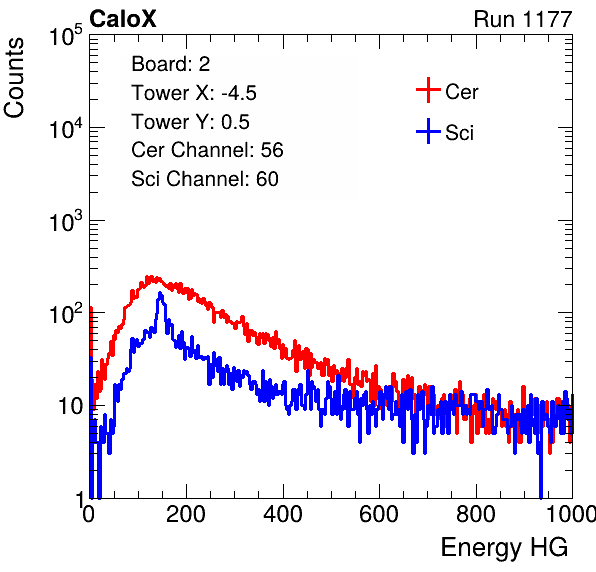 CaloX Run 1177
Counts
10^5
10^4
10^3
10^2
10
1
Board: 2
Tower X: -4.5
Tower Y: 0.5
Cer Channel: 56
Sci Channel: 60
Cer
Sci
0 200 400 600 800 1000
Energy HG